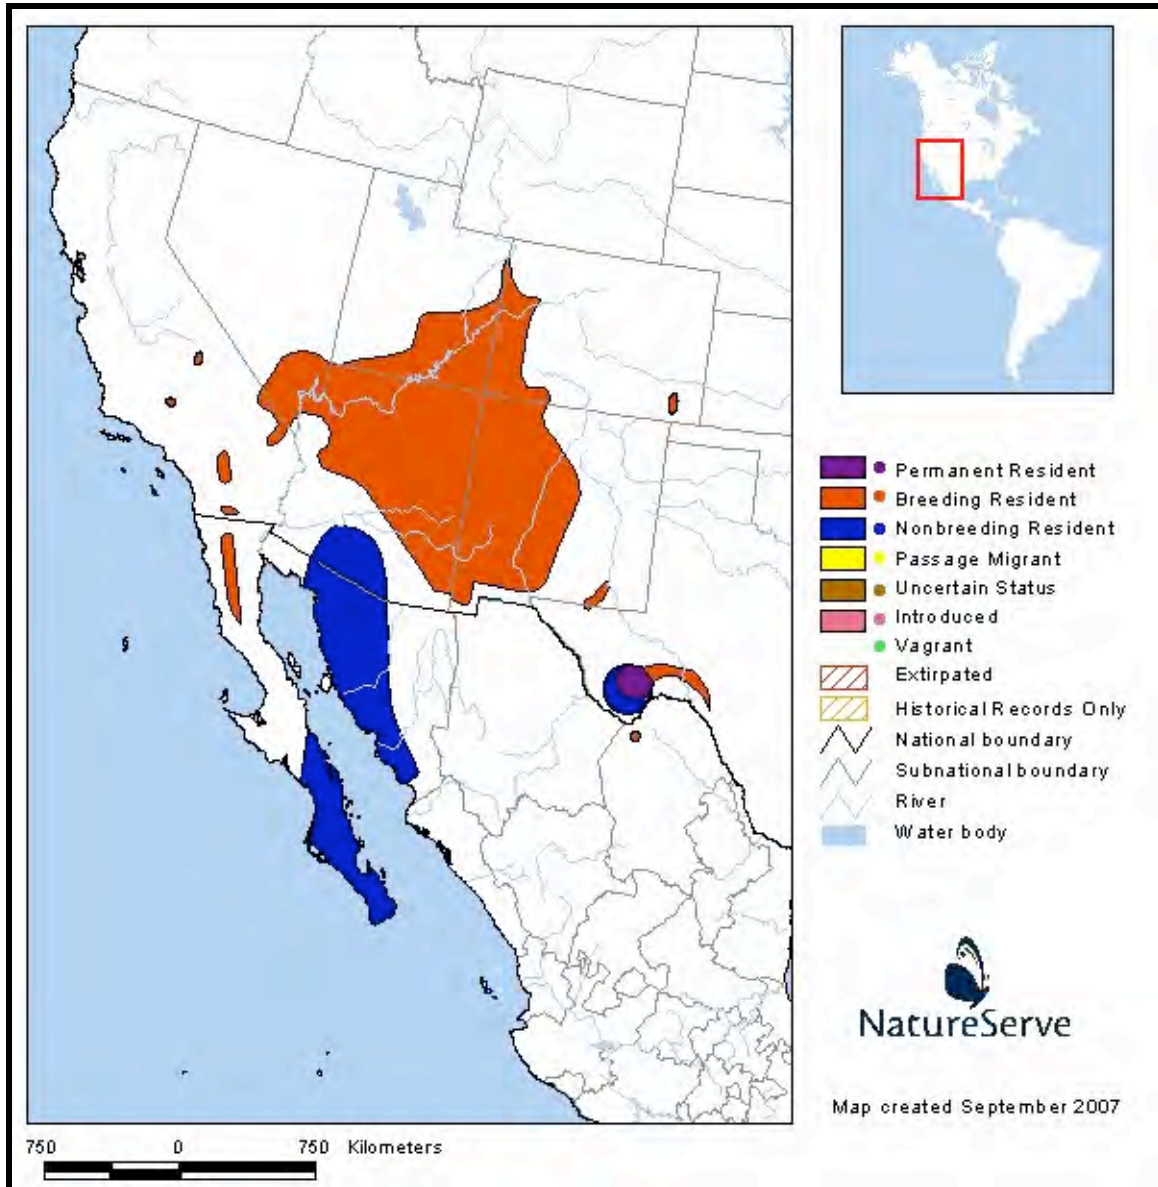 Permanent Resident
Breeding Resident
Nonbreeding Resident
Passage Migrant
Uncertain Status
Introduced
Vagrant
Extirpated
Historical Records Only
National boundary
Subnational boundary
River
Water body
NatureServe
Map created September 2007
750 0 750 Kilometers